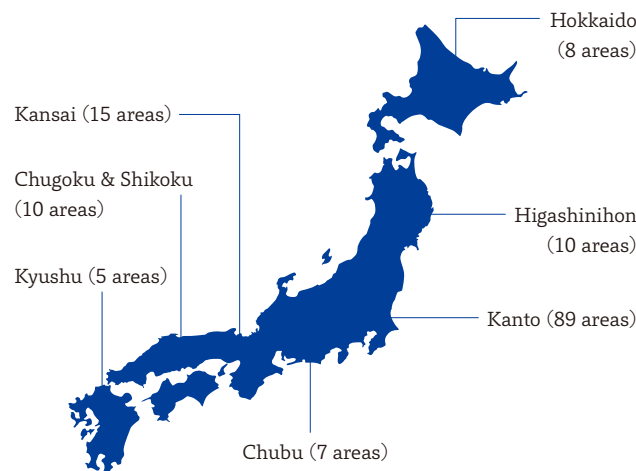 Hokkaido
(8 areas)
Kansai (15 areas)
Chugoku & Shikoku
(10 areas)
Higashinihon
(10 areas)
Kyushu (5 areas)
Kanto (89 areas)
Chubu (7 areas)